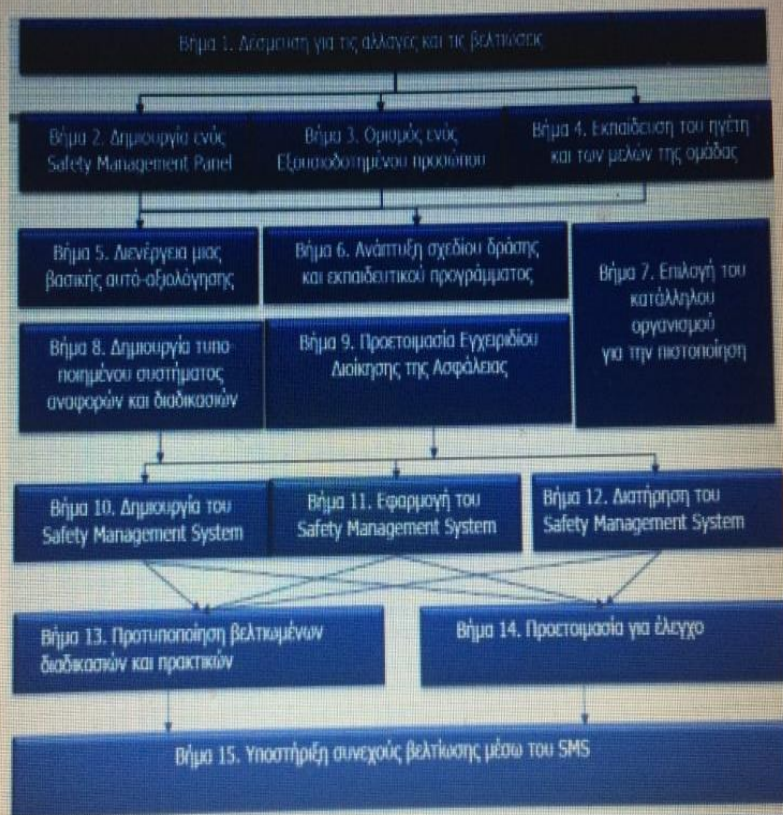 Βήμα 1. Δέσμευση για τις αλλαγές και τις βελτιώσεις
Βήμα 2. Δημιουργία ενός
Safety Management Panel
Βήμα 3. Ορισμός ενός
Εξουσιοδοτημένου προσώπου
Βήμα 4. Εκπαίδευση του ηγέτη
και των μελών της ομάδας
Βήμα 5. Διενέργεια μιας
βασικής αυτό-αξιολόγησης
Βήμα 6. Ανάπτυξη σχεδίου δράσης
και εκπαιδευτικού προγράμματος
Βήμα 7. Επιλογή του
κατάλληλου
οργανισμού
για την πιστοποίηση
Βήμα 8. Δημιουργία τυπο-
ποιημένου συστήματος
αναφορών και διαδικασιών
Βήμα 9. Προετοιμασία Εγχειριδίου
Διοίκησης της Ασφάλειας
Βήμα 10. Δημιουργία του
Safety Management System
Βήμα 11. Εφαρμογή του
Safety Management System
Βήμα 12. Διατήρηση του
Safety Management System
Βήμα 13. Προτυποποίηση βελτιωμένων
διαδικασιών και πρακτικών
Βήμα 14. Προετοιμασία για έλεγχο
Βήμα 15. Υποστήριξη συνεχούς βελτίωσης μέσω του SMS